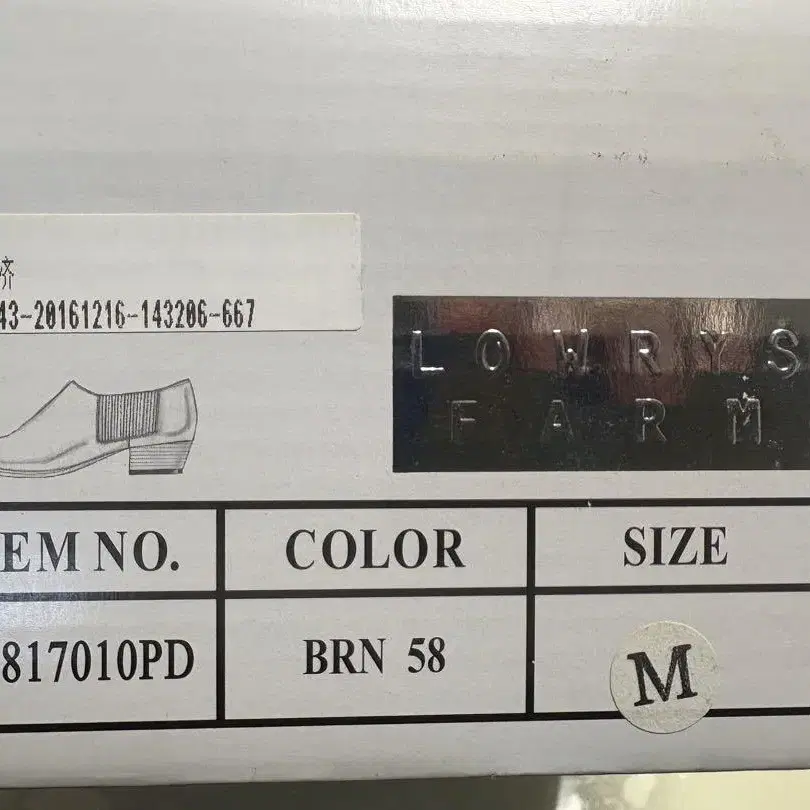 济
43-20161216-143206-667
LOWRYS
FARM
EM NO.
COLOR
SIZE
817010PD
BRN 58
M